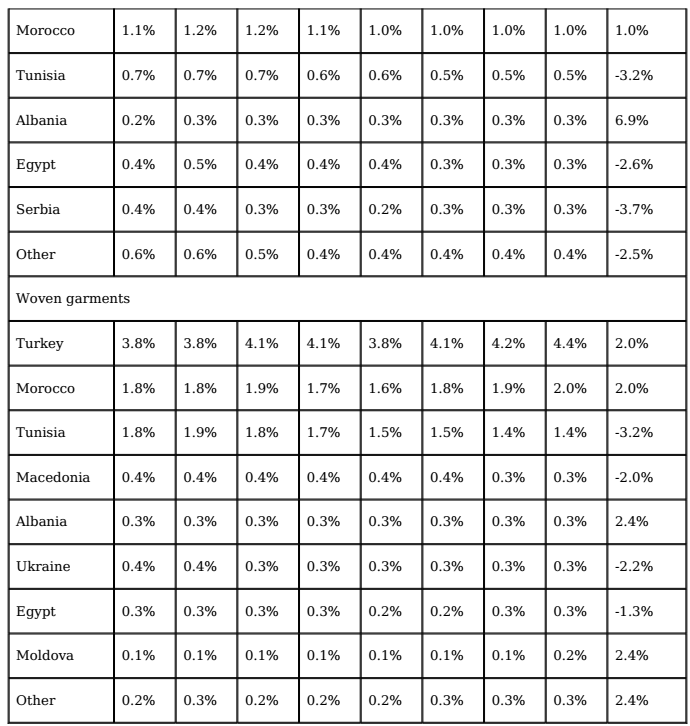 Morocco 1.1% 1.2% 1.2% 1.1% 1.0% 1.0% 1.0% 1.0% 1.0%
Tunisia 0.7% 0.7% 0.7% 0.6% 0.6% 0.5% 0.5% 0.5% -3.2%
Albania 0.2% 0.3% 0.3% 0.3% 0.3% 0.3% 0.3% 0.3% 6.9%
Egypt 0.4% 0.5% 0.4% 0.4% 0.4% 0.3% 0.3% 0.3% -2.6%
Serbia 0.4% 0.4% 0.3% 0.3% 0.2% 0.3% 0.3% 0.3% -3.7%
Other 0.6% 0.6% 0.5% 0.4% 0.4% 0.4% 0.4% 0.4% -2.5%
Woven garments
Turkey 3.8% 3.8% 4.1% 4.1% 3.8% 4.1% 4.2% 4.4% 2.0%
Morocco 1.8% 1.8% 1.9% 1.7% 1.6% 1.8% 1.9% 2.0% 2.0%
Tunisia 1.8% 1.9% 1.8% 1.7% 1.5% 1.5% 1.4% 1.4% -3.2%
Macedonia 0.4% 0.4% 0.4% 0.4% 0.4% 0.4% 0.3% 0.3% -2.0%
Albania 0.3% 0.3% 0.3% 0.3% 0.3% 0.3% 0.3% 0.3% 2.4%
Ukraine 0.4% 0.4% 0.3% 0.3% 0.3% 0.3% 0.3% 0.3% -2.2%
Egypt 0.3% 0.3% 0.3% 0.3% 0.2% 0.2% 0.3% 0.3% -1.3%
Moldova 0.1% 0.1% 0.1% 0.1% 0.1% 0.1% 0.1% 0.2% 2.4%
Other 0.2% 0.3% 0.2% 0.2% 0.2% 0.3% 0.3% 0.3% 2.4%